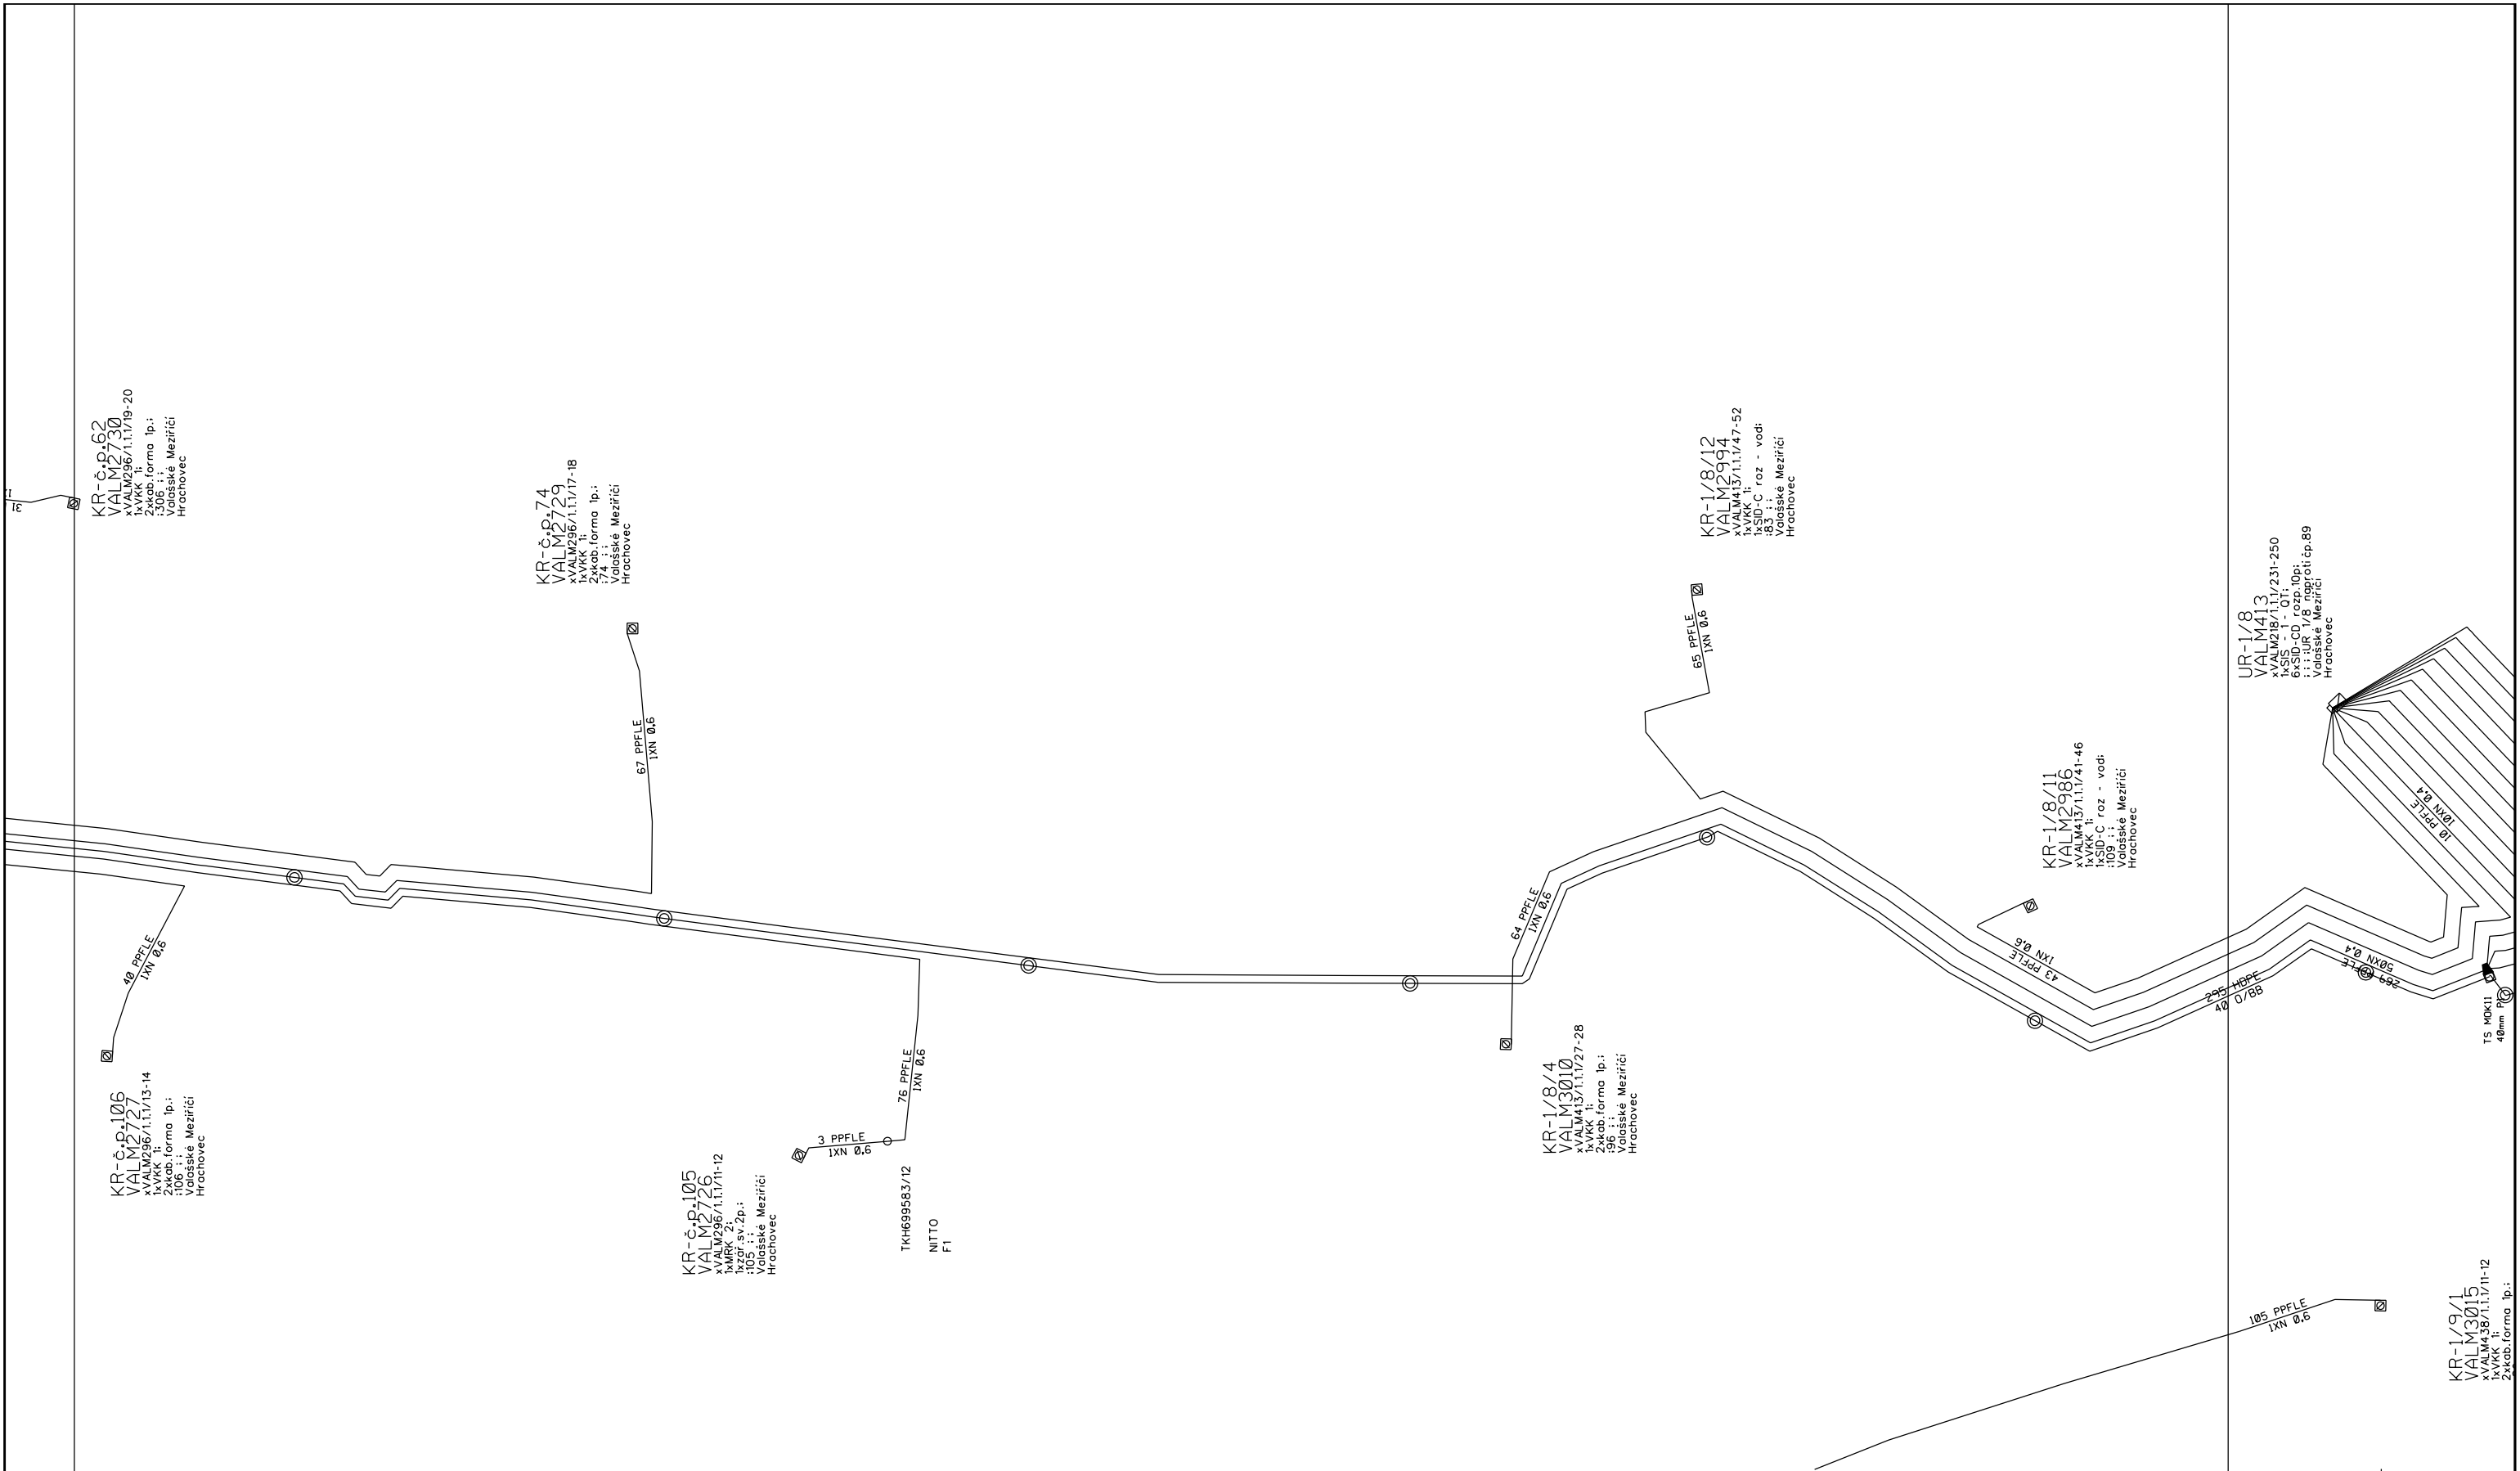 31
KR-č.p.62
VALM2730
xVALM296/1.1.1/19-20
1xVKK 1;
2xkab.forma 1p.;
;306 ; ;
Valašské Meziříčí
Hrachovec
KR-č.p.74
VALM2729
xVALM296/1.1.1/17-18
1xVKK 1;
2xkab.forma 1p.;
;74 ; ;
Valašské Meziříčí
Hrachovec
67 PPFLE
1XN 0.6
KR-1/8/12
VALM2994
xVALM413/1.1.1/47-52
1xVKK 1;
1xSID-C roz - vod;
;83 ; ;
Valašské Meziříčí
Hrachovec
65 PPFLE
1XN 0.6
UR-1/8
VALM413
xVALM218/1.1.1/231-250
1xSIS - 1 - QT;
6xSID-CD rozp.10p;
; ; ;UR 1/8 naproti čp.89
Valašské Meziříčí
Hrachovec
10 PPFLE
10XN 0.4
KR-1/8/11
VALM2986
xVALM413/1.1.1/41-46
1xVKK 1;
1xSID-C roz - vod;
;109 ; ;
Valašské Meziříčí
Hrachovec
43 PPFLE
1XN 0.6
64 PPFLE
1XN 0.6
269 PPFLE
50XN 0.4
295 HDPE
40 O/BB
TS MOK11
40mm
40 PPFLE
1XN 0.6
KR-č.p.106
VALM2727
xVALM296/1.1.1/13-14
1xVKK 1;
2xkab.forma 1p.;
;106 ; ;
Valašské Meziříčí
Hrachovec
76 PPFLE
1XN 0.6
3 PPFLE
1XN 0.6
KR-č.p.105
VALM2726
xVALM296/1.1.1/11-12
1xMRK 2;
1xzář.sv.2p.;
;105 ; ;
Valašské Meziříčí
Hrachovec
TKH699583/12
NITTO
F1
KR-1/8/4
VALM3010
xVALM413/1.1.1/27-28
1xVKK 1;
2xkab.forma 1p.;
;96 ; ;
Valašské Meziříčí
Hrachovec
105 PPFLE
1XN 0.6
KR-1/9/1
VALM3015
xVALM438/1.1.1/11-12
1xVKK 1;
2xkab.forma 1p.;